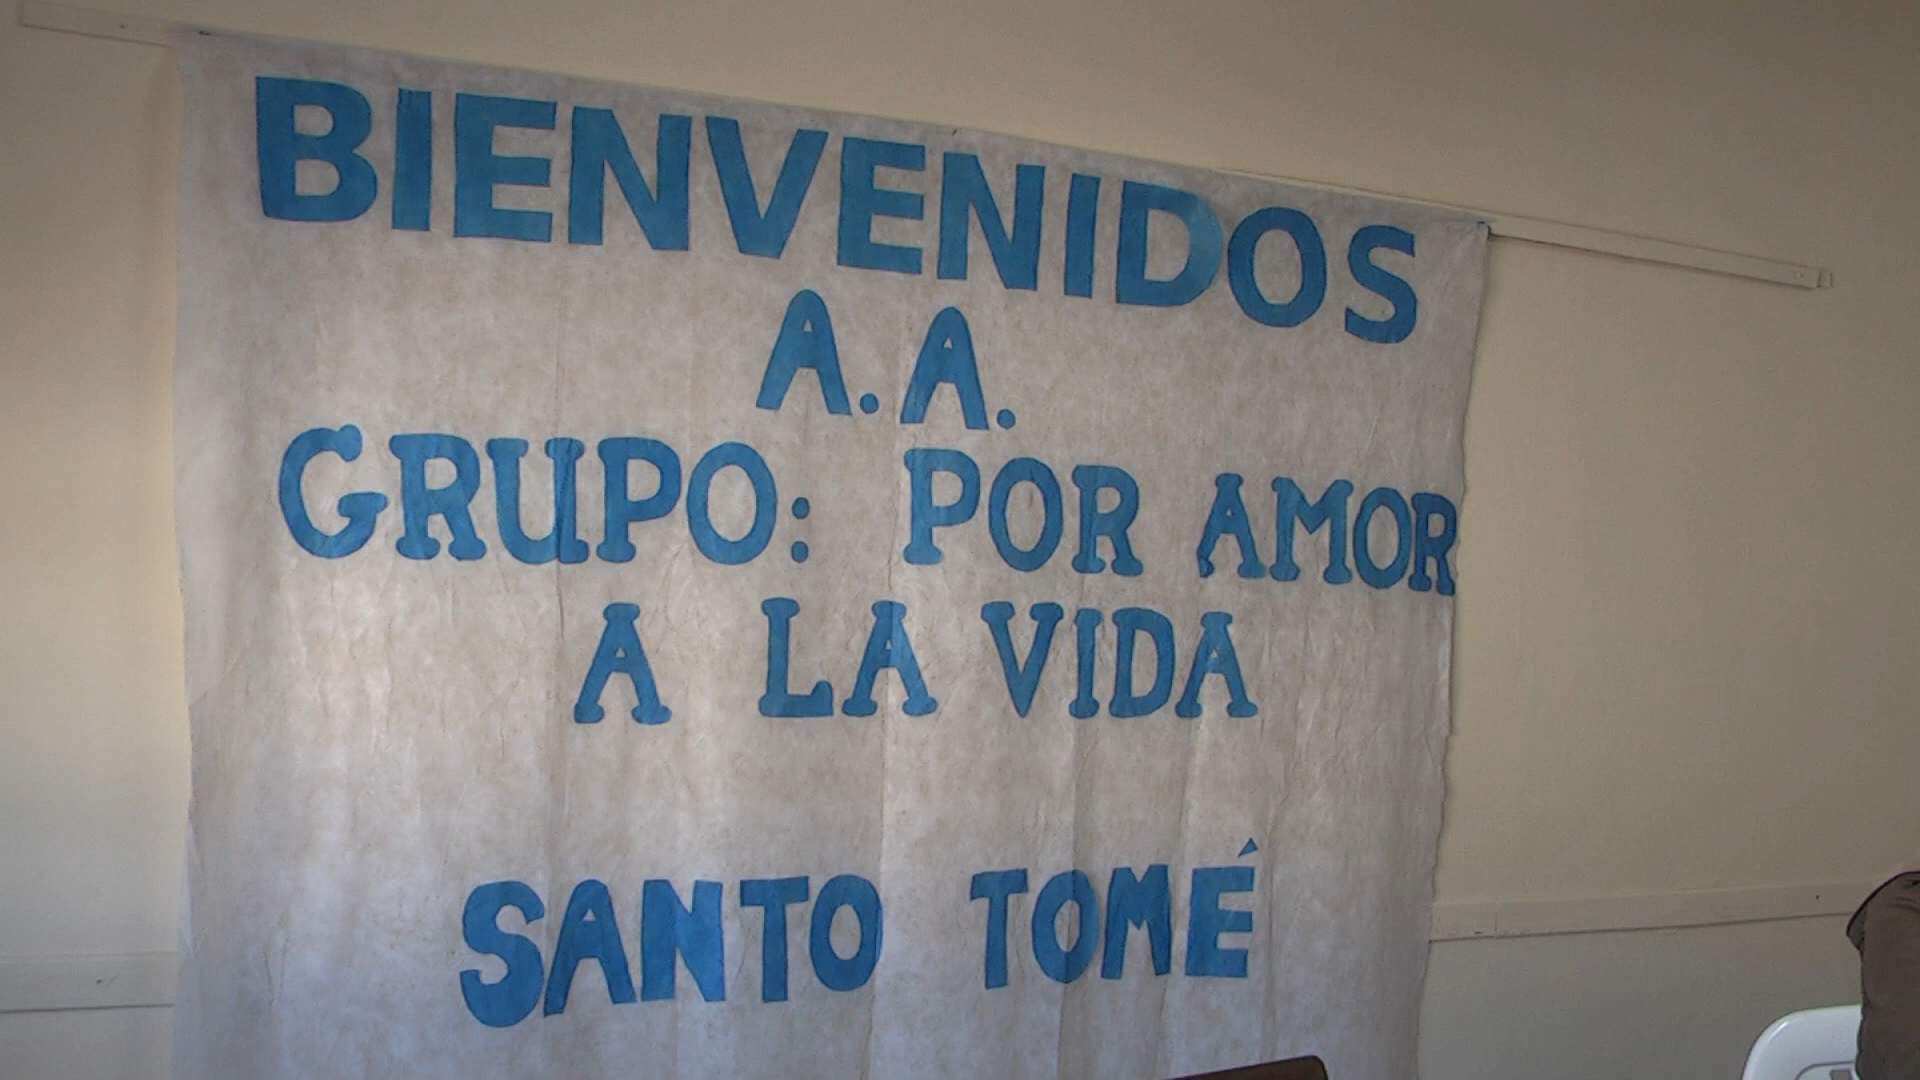 BIENVENIDOS
A.A.
GRUPO: POR AMOR
A LA VIDA
SANTO TOMÉ